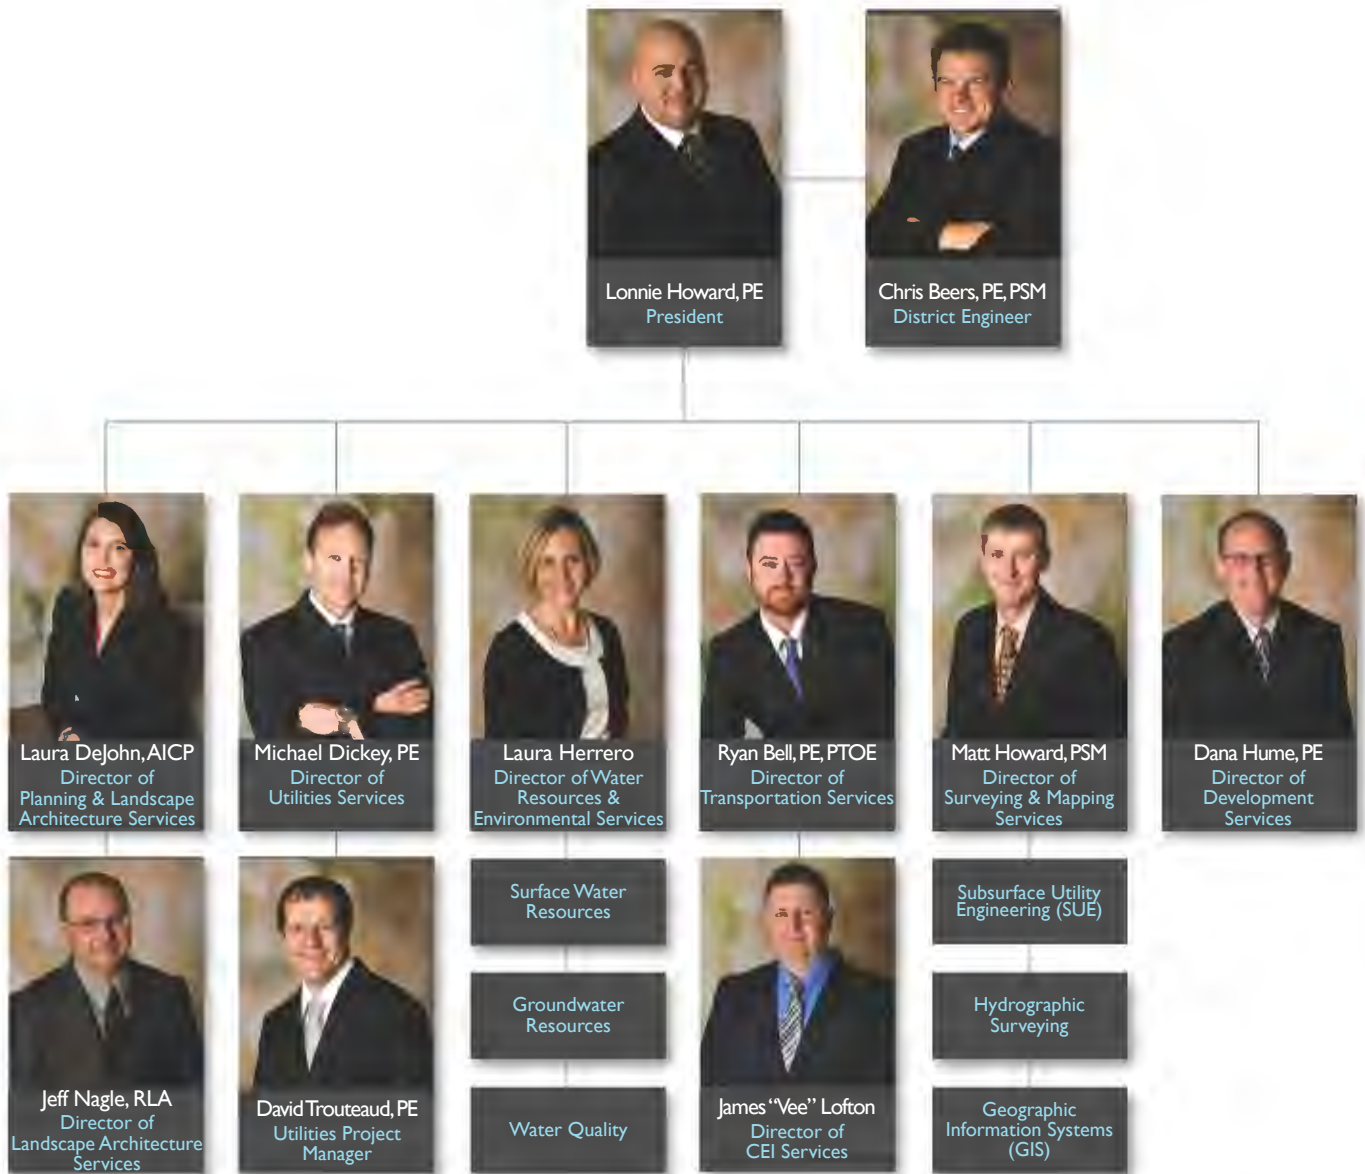 Lonnie Howard, PE
President
Chris Beers, PE, PSM
District Engineer
Laura DeJohn, AICP
Director of
Planning & Landscape
Architecture Services
Michael Dickey, PE
Director of
Utilities Services
Laura Herrero
Director of Water
Resources &
Environmental Services
Ryan Bell, PE, PTOE
Director of
Transportation Services
Matt Howard, PSM
Director of
Surveying & Mapping
Services
Dana Hume, PE
Director of
Development
Services
Jeff Nagle, RLA
Director of
Landscape Architecture
Services
David Trouteaud, PE
Utilities Project
Manager
Surface Water
Resources
Groundwater
Resources
Water Quality
James “Vee” Lofton
Director of
CEI Services
Subsurface Utility
Engineering (SUE)
Hydrographic
Surveying
Geographic
Information Systems
(GIS)